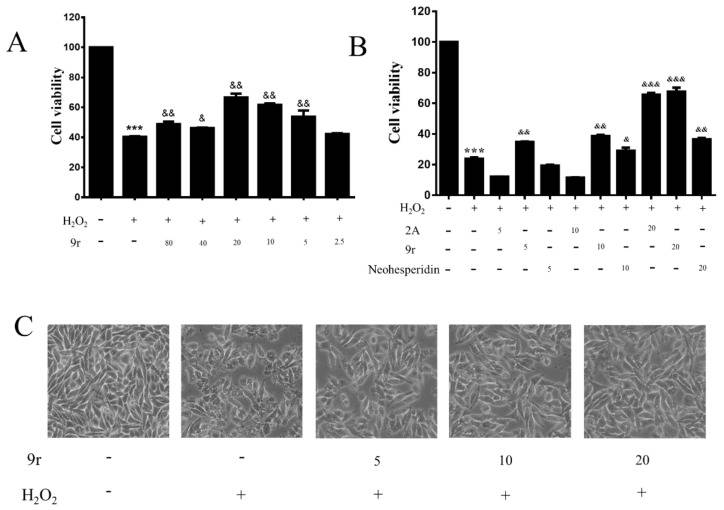 A
Cell viability
120
100
80
60
40
20
0
***
&&
&
&&
&&
&&
H₂O₂ - + + + + + + +
9r - - 80 40 20 10 5 2.5
B
Cell viability
120
100
80
60
40
20
0
***
&&
&&
&
&&&
&&&
&&
H₂O₂ - + + + + + + + + + +
2A - - 5 - - 10 - - 20 - -
9r - - - 5 - - 10 - - 20 -
Neohesperidin - - - - 5 - - 10 - - 20
C
9r - - 5 10 20
H₂O₂ - + + + +